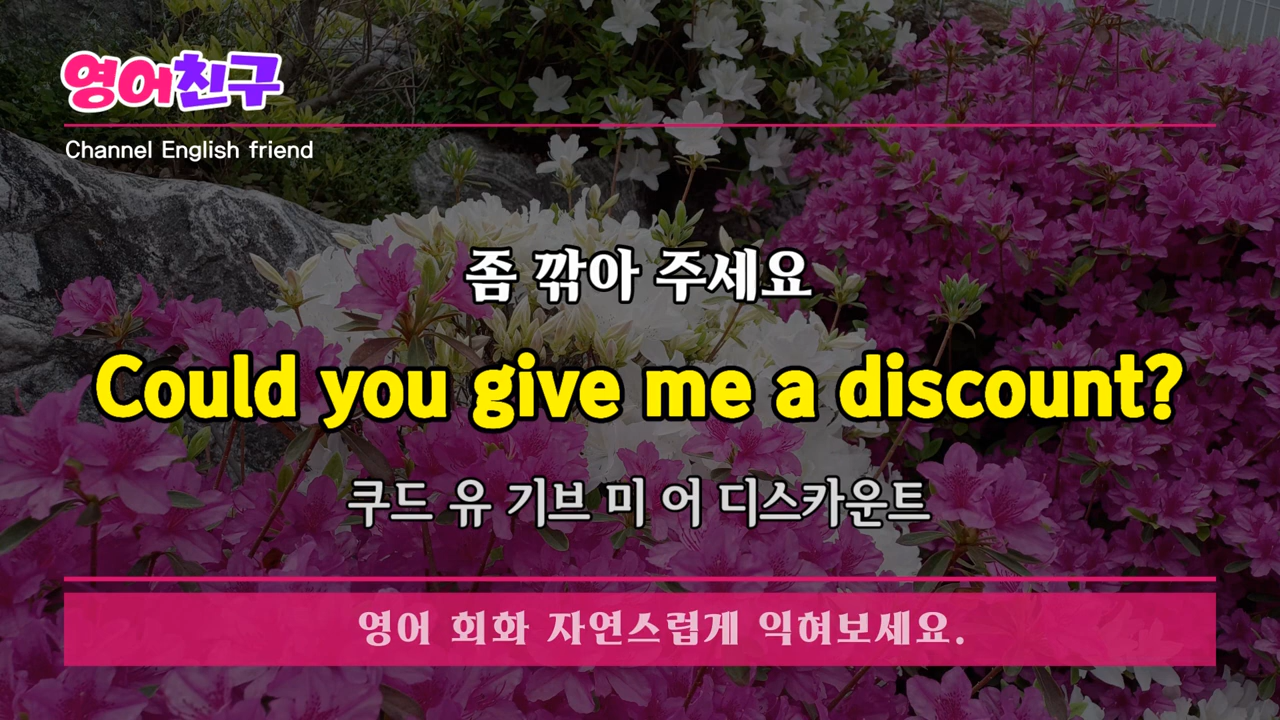 영어친구
Channel English friend
좀 깎아 주세요
Could you give me a discount?
쿠드 유 기브 미 어 디스카운트
영어 회화 자연스럽게 익혀보세요.